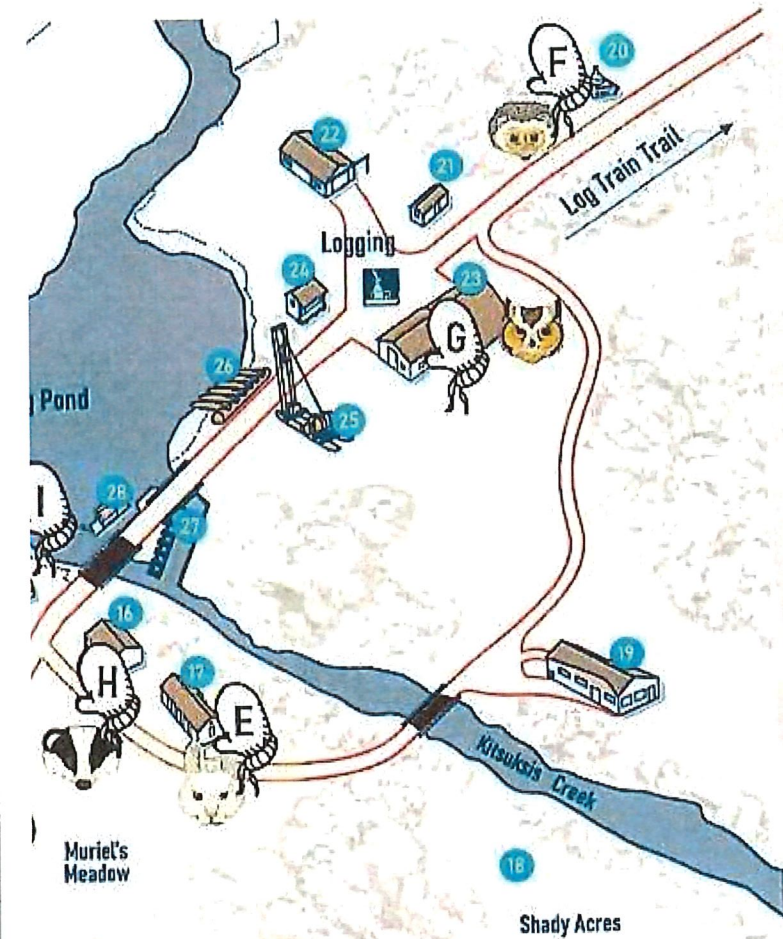 F
20
22
21
Log Train Trail
Logging
24
23
G
26
Pond
25
I
28
27
16
H
17
E
19
Kitsuksis Creek
Muriel's
Meadow
18
Shady Acres